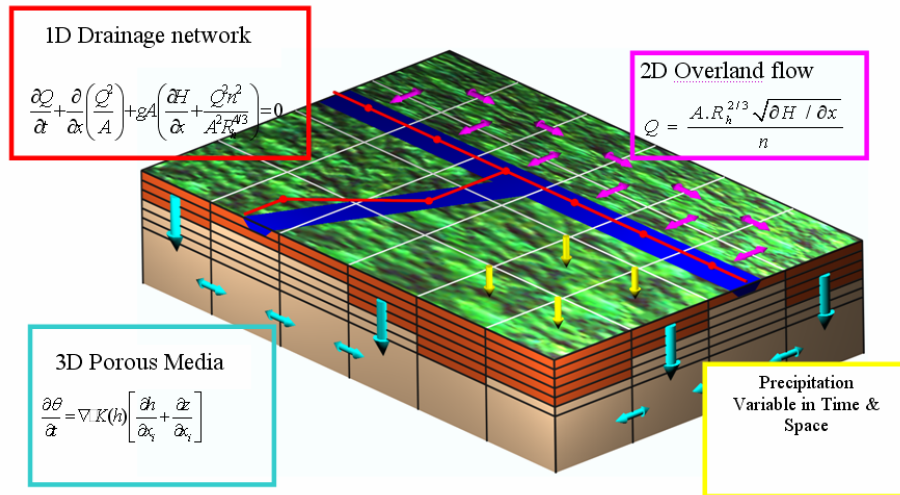 1D Drainage network
∂Q/∂t + ∂/∂x (Q²/A) + gA (∂H/∂x + Q²n²/A²R_h^4/3) = 0
2D Overland flow
Q = A.R_h^2/3 √∂H / ∂x / n
3D Porous Media
∂θ/∂t = ∇□K(h) [∂h/∂x_i + ∂z/∂x_i]
Precipitation
Variable in Time &
Space